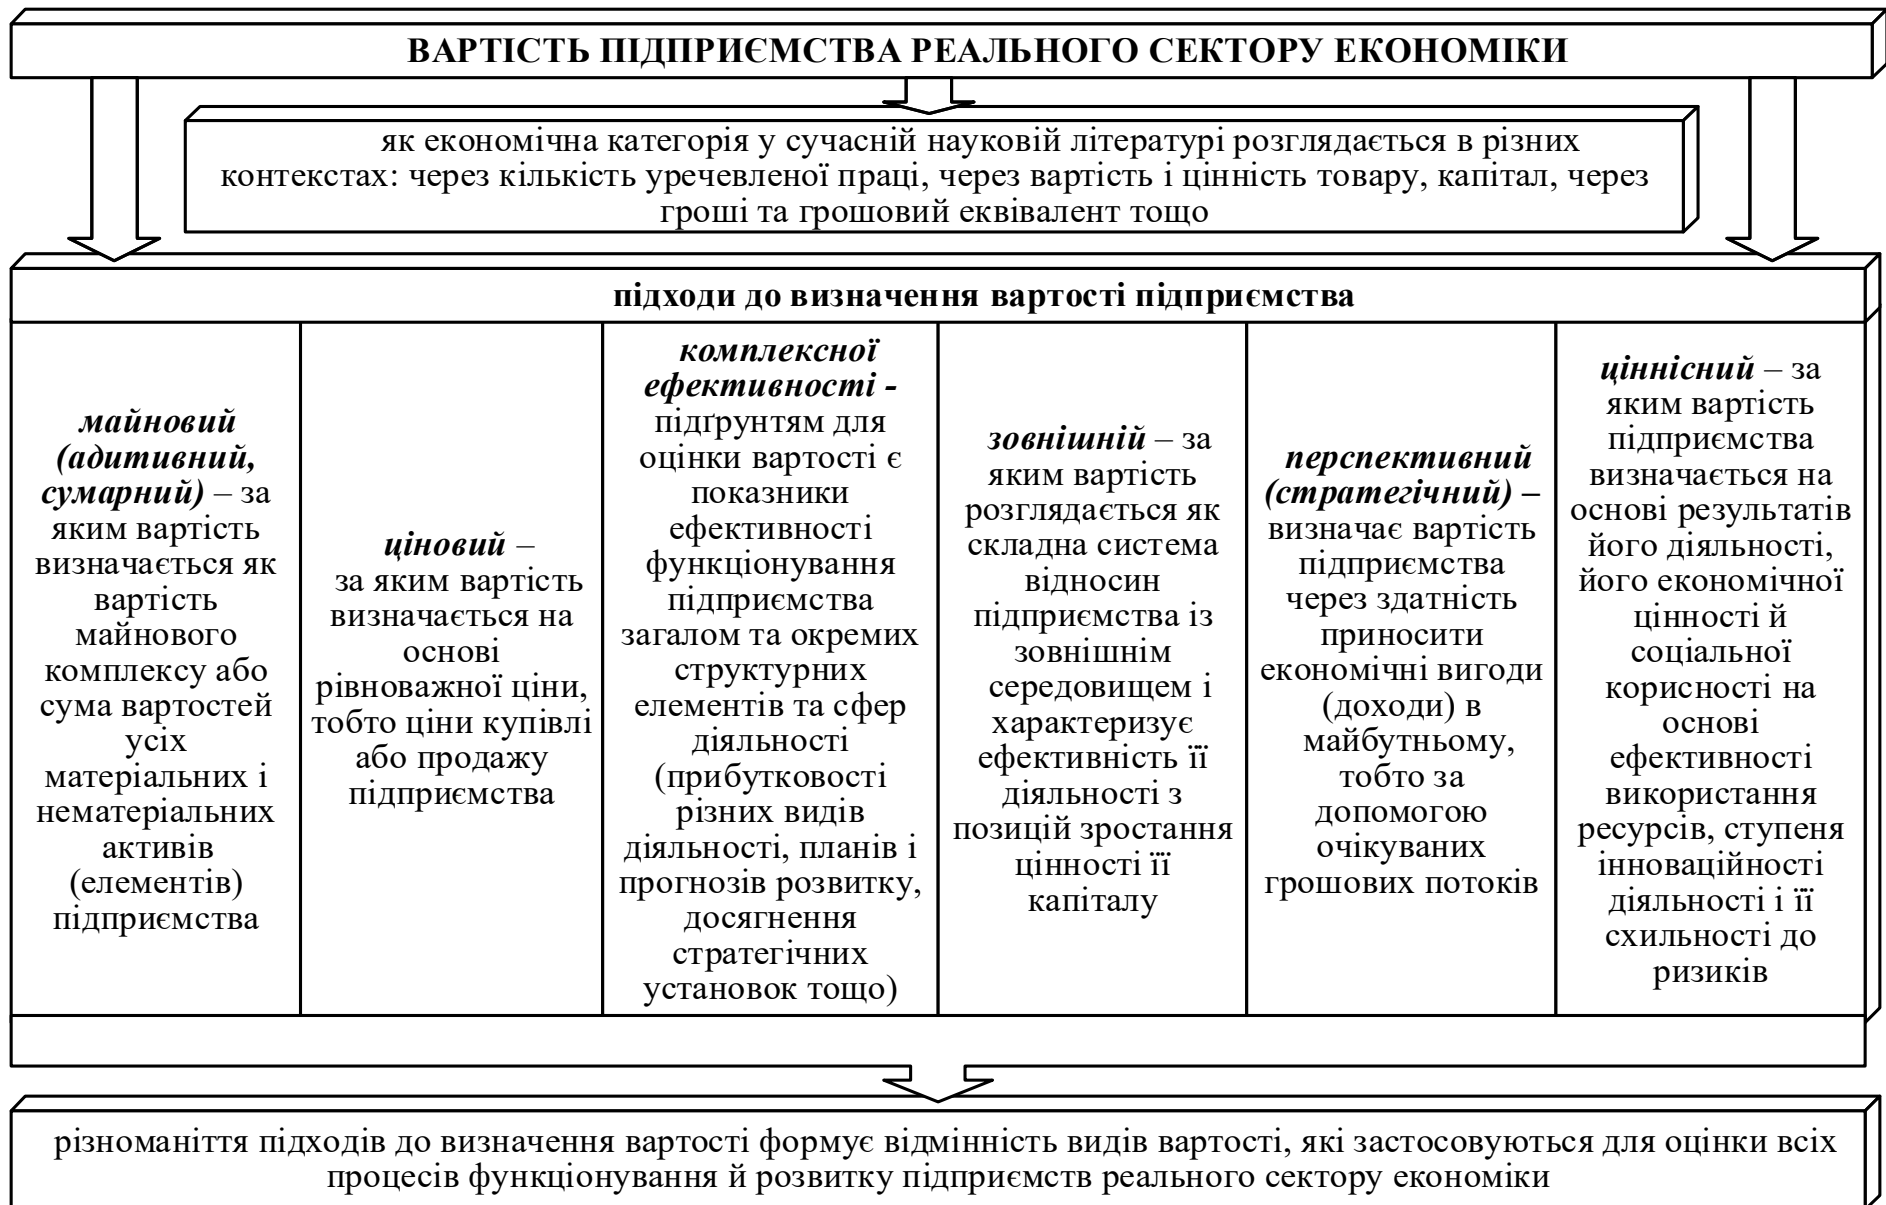 ВАРТІСТЬ ПІДПРИЄМСТВА РЕАЛЬНОГО СЕКТОРУ ЕКОНОМІКИ
як економічна категорія у сучасній науковій літературі розглядається в різних
контекстах: через кількість уречевленої праці, через вартість і цінність товару, капітал, через
гроші та грошовий еквівалент тощо
підходи до визначення вартості підприємства
майновий
(адитивний,
сумарний) – за
яким вартість
визначається як
вартість
майнового
комплексу або
сума вартостей
усіх
матеріальних і
нематеріальних
активів
(елементів)
підприємства
ціновий –
за яким вартість
визначається на
основі
рівноважної ціни,
тобто ціни купівлі
або продажу
підприємства
комплексної
ефективності -
підґрунтям для
оцінки вартості є
показники
ефективності
функціонування
підприємства
загалом та окремих
структурних
елементів та сфер
діяльності
(прибутковості
різних видів
діяльності, планів і
прогнозів розвитку,
досягнення
стратегічних
установок тощо)
зовнішній – за
яким вартість
розглядається як
складна система
відносин
підприємства із
зовнішнім
середовищем і
характеризує
ефективність її
діяльності з
позицій зростання
цінності її
капіталу
перспективний
(стратегічний) –
визначає вартість
підприємства
через здатність
приносити
економічні вигоди
(доходи) в
майбутньому,
тобто за
допомогою
очікуваних
грошових потоків
ціннісний – за
яким вартість
підприємства
визначається на
основі результатів
його діяльності,
його економічної
цінності й
соціальної
корисності на
основі
ефективності
використання
ресурсів, ступеня
інноваційності
діяльності і її
схильності до
ризиків
різноманіття підходів до визначення вартості формує відмінність видів вартості, які застосовуються для оцінки всіх
процесів функціонування й розвитку підприємств реального сектору економіки